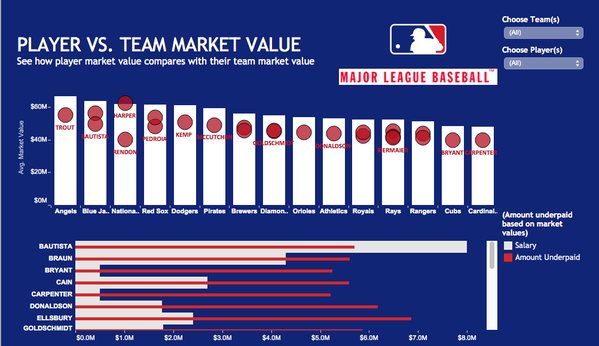 PLAYER VS. TEAM MARKET VALUE
See how player market value compares with their team market value
MAJOR LEAGUE BASEBALL
Choose Team(s)
(All)
Choose Player(s)
(All)
Avg. Market Value
$60M
$40M
$20M
$0M
TROUT
BAUTISTA
HARPER
RENDON
PEDROIA
KEMP
MCCUTCHEN
GOLDSCHMIDT
DONALDSON
BRYANT
CARPENTER
Angels Blue Ja.. Nationa.. Red Sox Dodgers Pirates Brewers Diamon.. Orioles Athletics Royals Rays Rangers Cubs Cardinal..
BAUTISTA
BRAUN
BRYANT
CAIN
CARPENTER
DONALDSON
ELLSBURY
GOLDSCHMIDT
$0.0M $1.0M $2.0M $3.0M $4.0M $5.0M $6.0M $7.0M $8.0M
(Amount underpaid
based on market
values)
Salary
Amount Underpaid